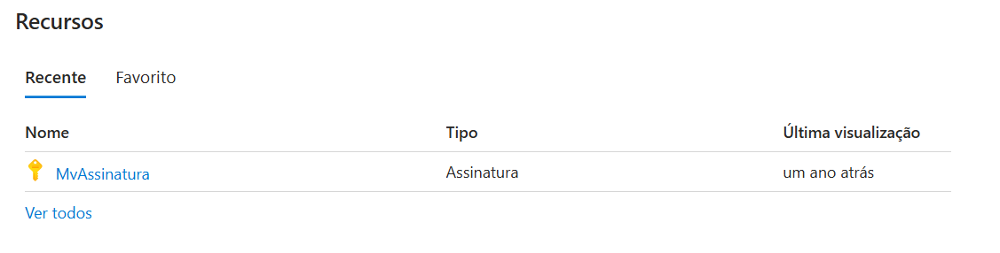 Recursos
Recente Favorito
Nome Tipo Última visualização
MvAssinatura Assinatura um ano atrás
Ver todos